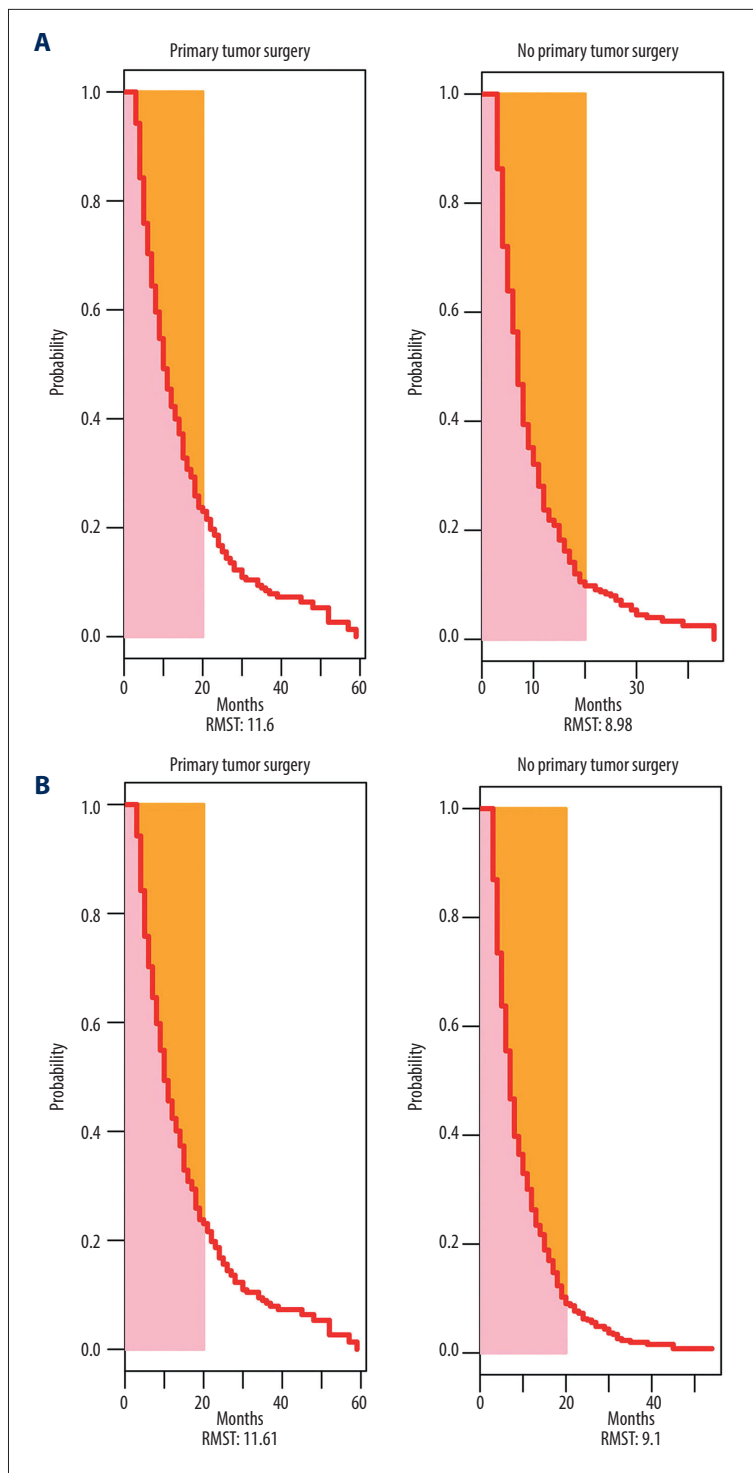 A
Primary tumor surgery
1.0
0.8
0.6
0.4
0.2
0.0
Probability
0 20 40 60
Months
RMST: 11.6
No primary tumor surgery
1.0
0.8
0.6
0.4
0.2
0.0
Probability
0 10 30
Months
RMST: 8.98
B
Primary tumor surgery
1.0
0.8
0.6
0.4
0.2
0.0
Probability
0 20 40 60
Months
RMST: 11.61
No primary tumor surgery
1.0
0.8
0.6
0.4
0.2
0.0
Probability
0 20 40
Months
RMST: 9.1